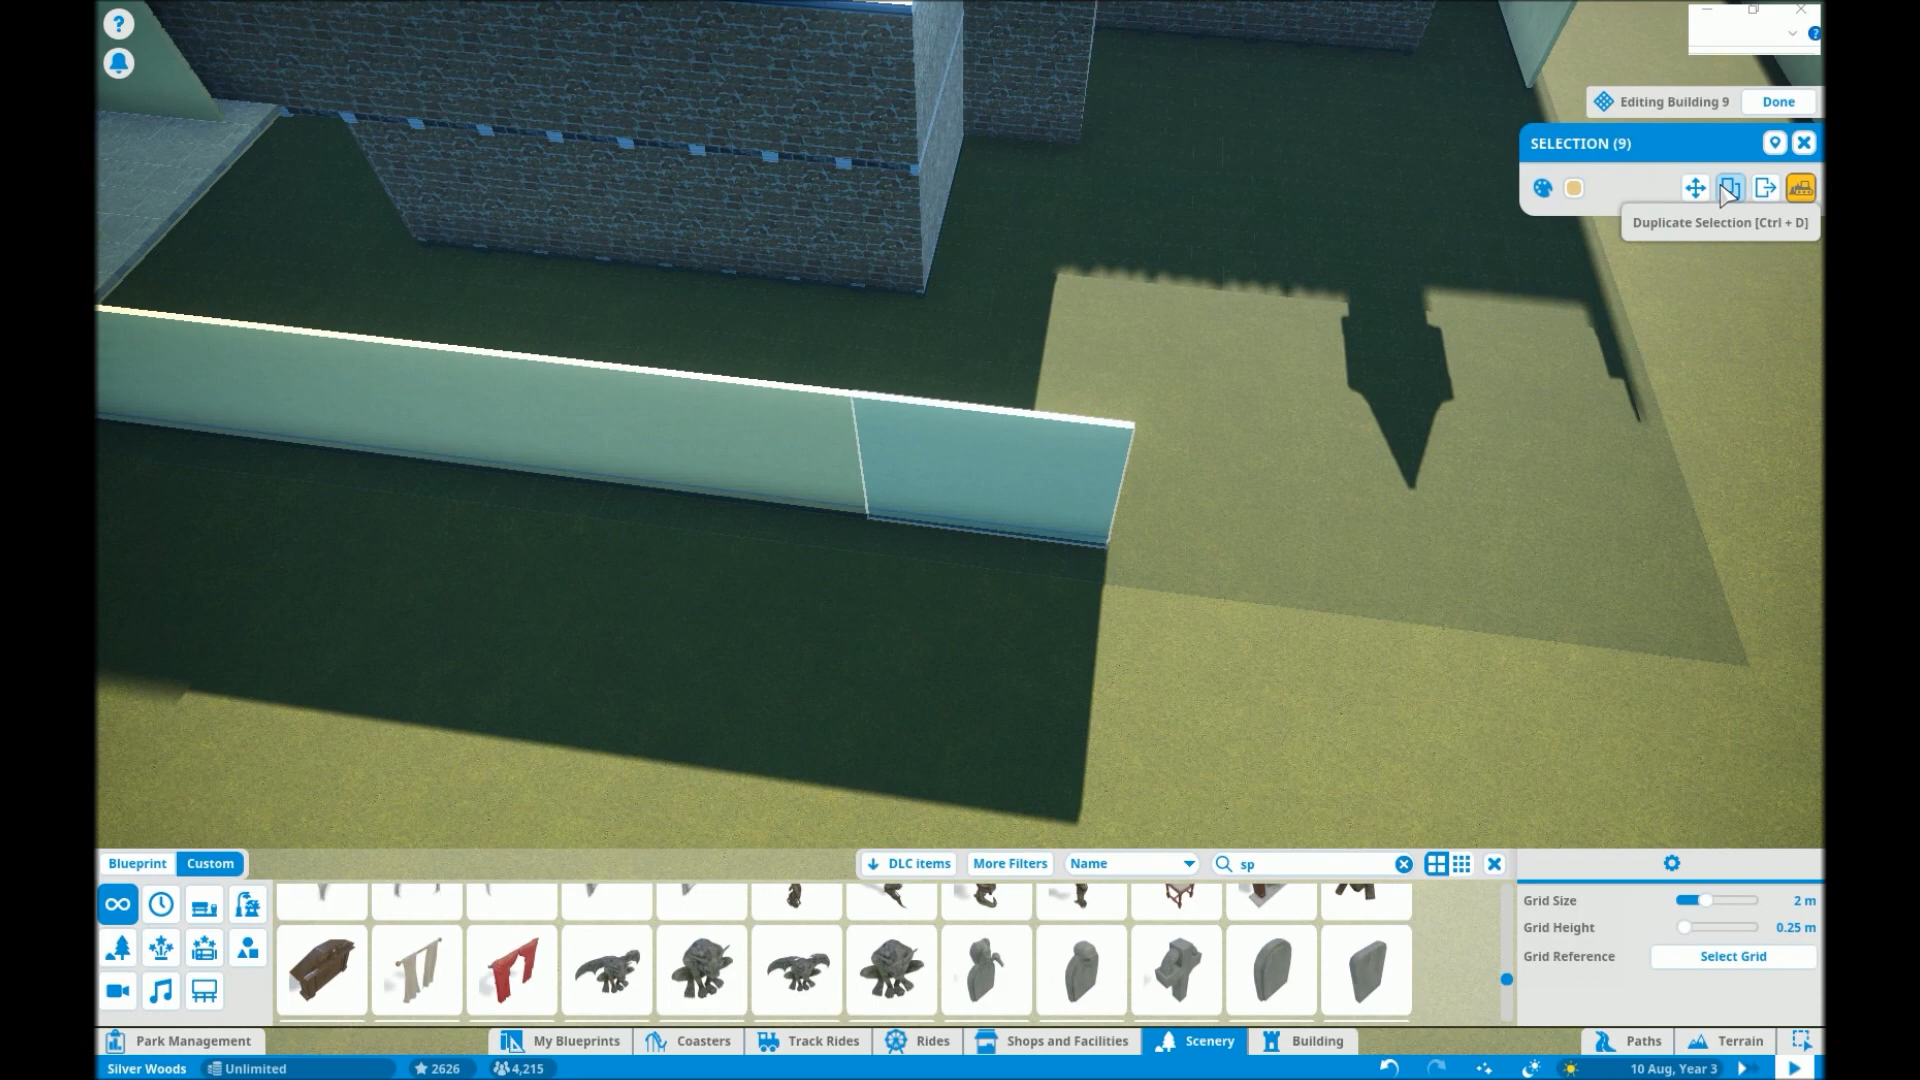 ?
?
Editing Building 9 Done
SELECTION (9)
Duplicate Selection [Ctrl + D]
Blueprint Custom DLC items More Filters Name sp
Grid Size 2 m
Grid Height 0.25 m
Grid Reference Select Grid
Park Management My Blueprints Coasters Track Rides Rides Shops and Facilities Scenery Building Paths Terrain
Silver Woods Unlimited 2626 4,215 10 Aug, Year 3